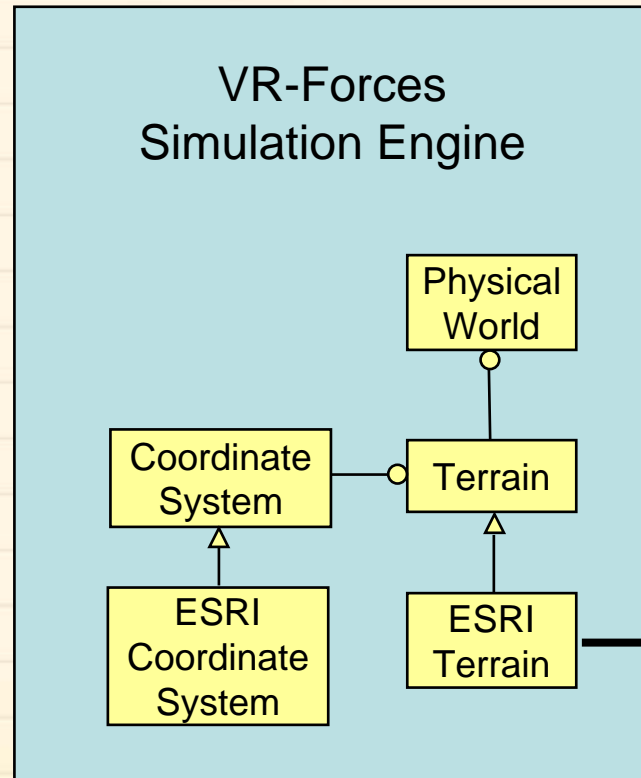 VR-Forces
Simulation Engine
Physical
World
Coordinate
System
Terrain
ESRI
Coordinate
System
ESRI
Terrain